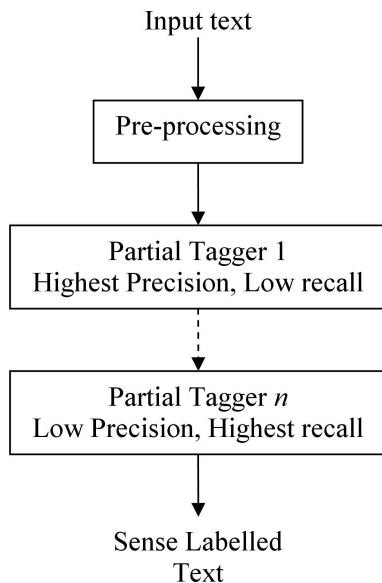 Input text
Pre-processing
Partial Tagger 1
Highest Precision, Low recall
Partial Tagger n
Low Precision, Highest recall
Sense Labelled
Text